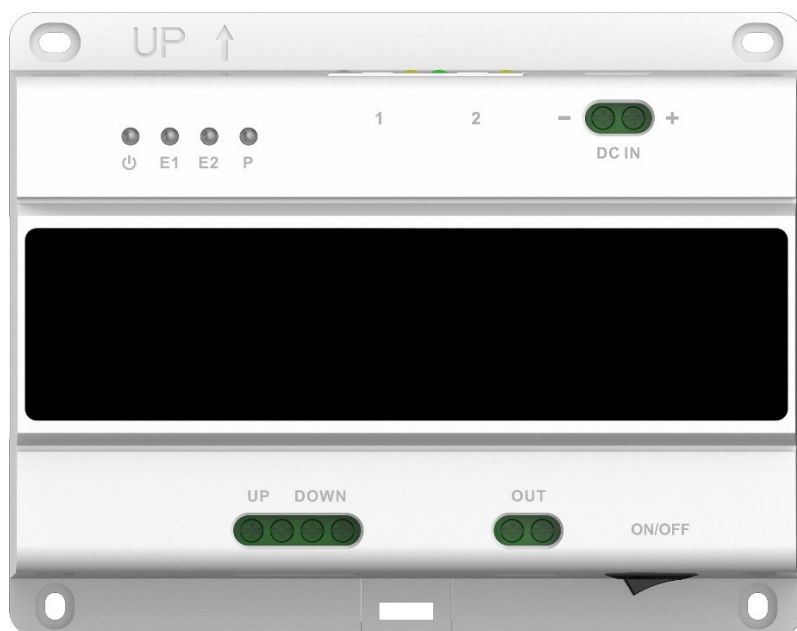 UP ↑
1 2 - +
DC IN
⏻ E1 E2 P
UP DOWN OUT
ON/OFF